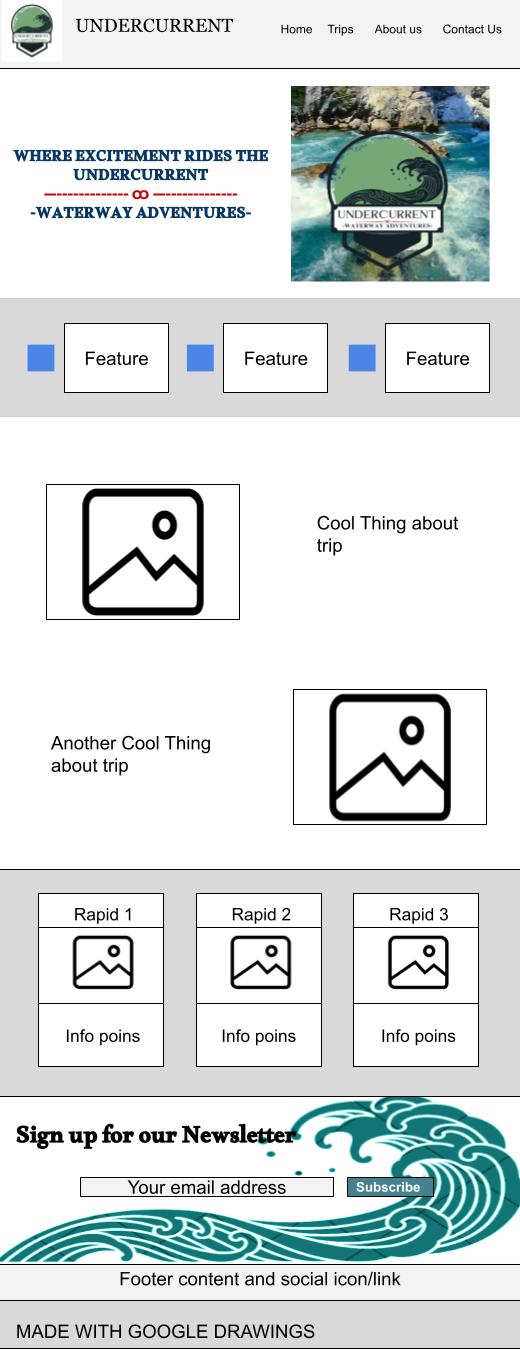 UNDERCURRENT
Home Trips About us Contact Us
WHERE EXCITEMENT RIDES THE
UNDERCURRENT
-WATERWAY ADVENTURES-
UNDERCURRENT
-WATERWAY ADVENTURES-
Feature Feature Feature
Cool Thing about
trip
Another Cool Thing
about trip
Rapid 1 Rapid 2 Rapid 3
Info poins Info poins Info poins
Sign up for our Newsletter
Your email address Subscribe
Footer content and social icon/link
MADE WITH GOOGLE DRAWINGS